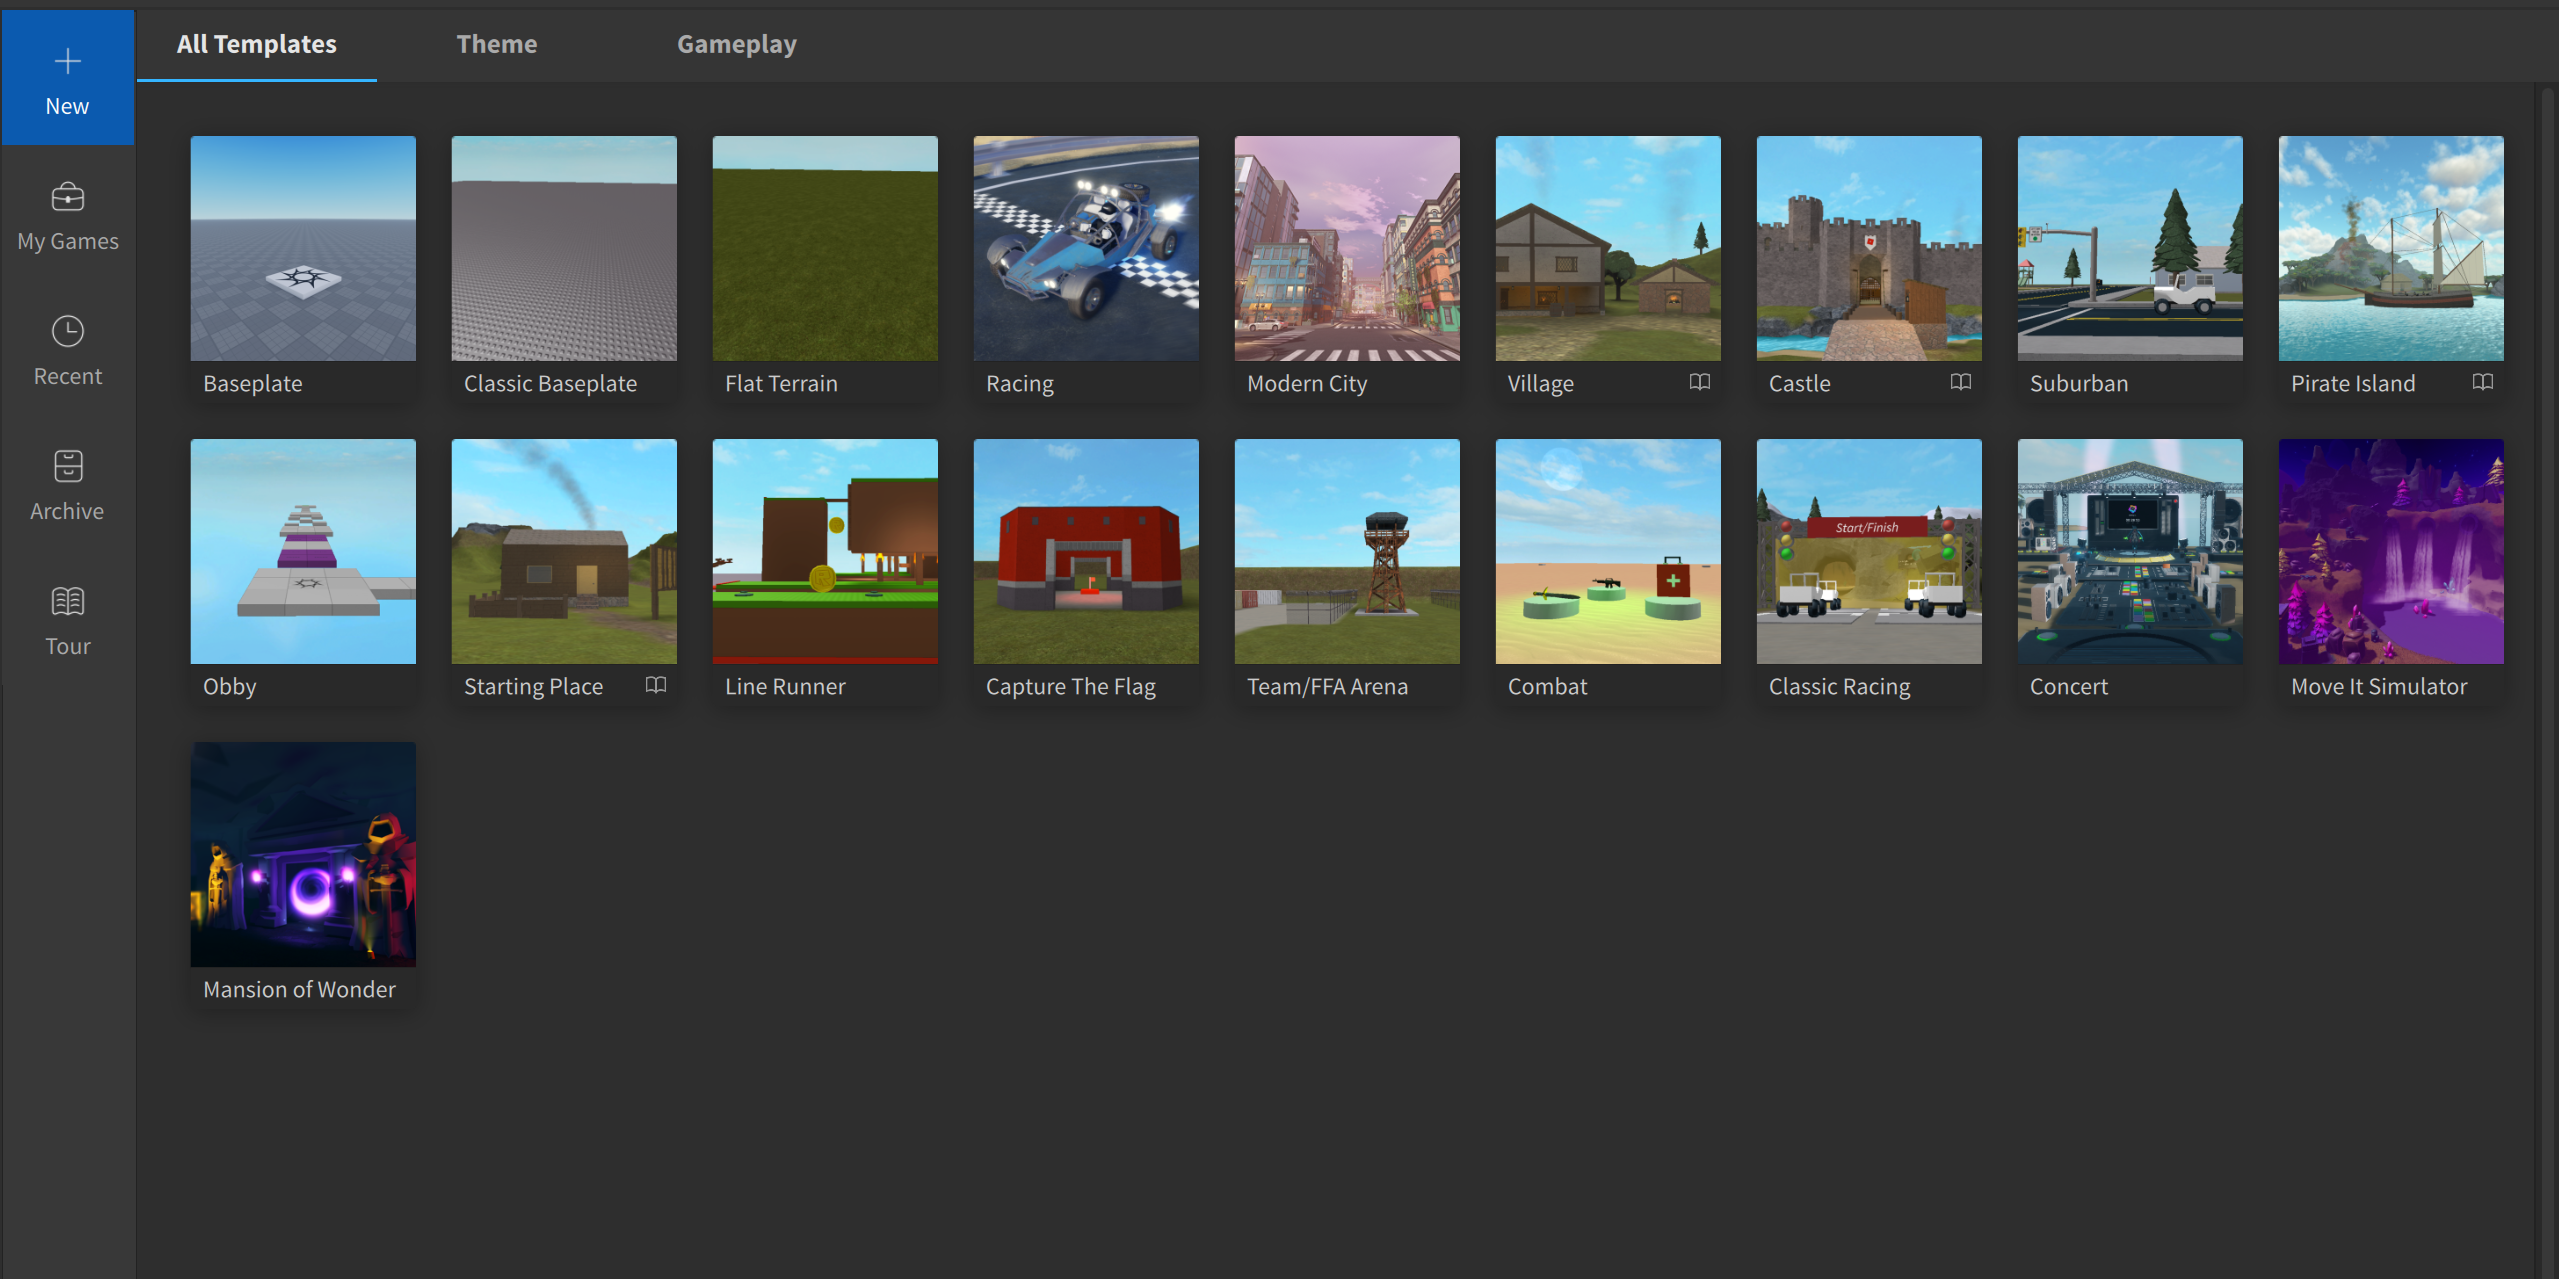 All Templates
Theme
Gameplay
New
My Games
Recent
Archive
Tour
Baseplate
Classic Baseplate
Flat Terrain
Racing
Modern City
Village
Castle
Suburban
Pirate Island
Start/Finish
Obby
Starting Place
Line Runner
Capture The Flag
Team/FFA Arena
Combat
Classic Racing
Concert
Move It Simulator
Mansion of Wonder